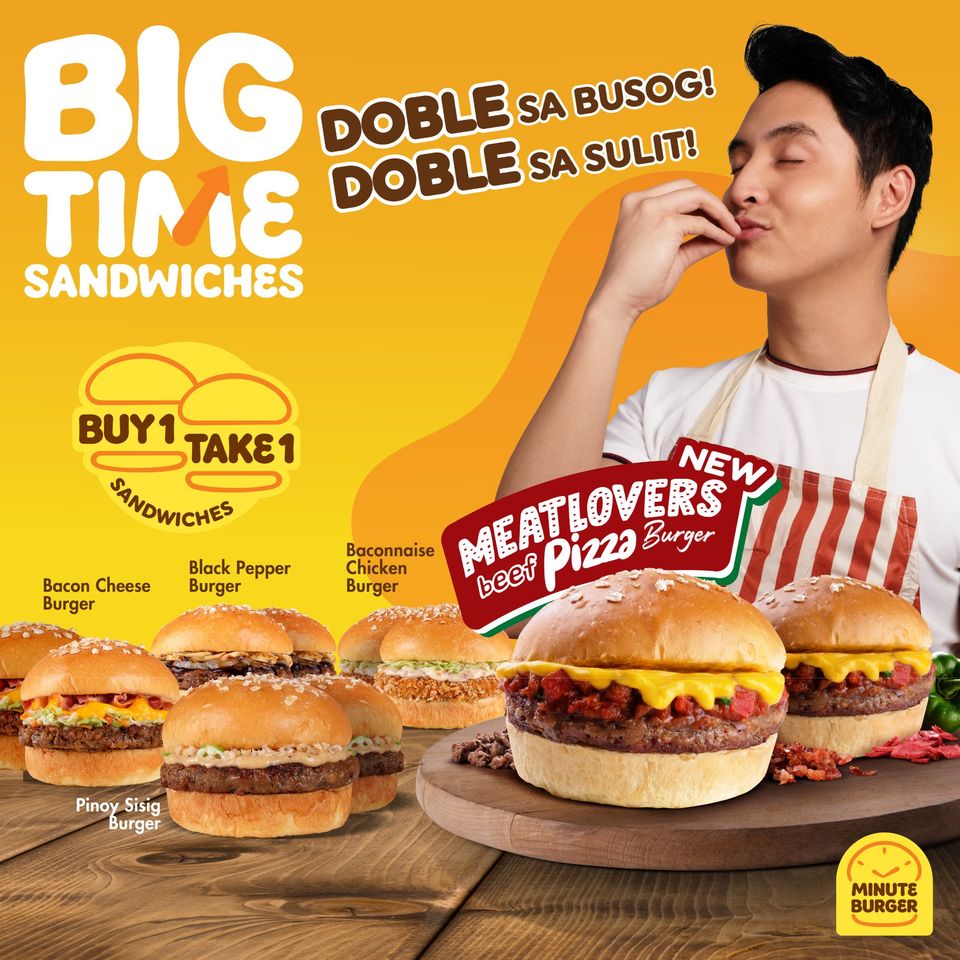 BIG
TIME
SANDWICHES
DOBLE SA BUSOG!
DOBLE SA SULIT!
BUY 1
TAKE 1
SANDWICHES
NEW
MEATLOVERS
beef Pizza Burger
Bacon Cheese
Burger
Black Pepper
Burger
Baconnaise
Chicken
Burger
Pinoy Sisig
Burger
MINUTE
BURGER